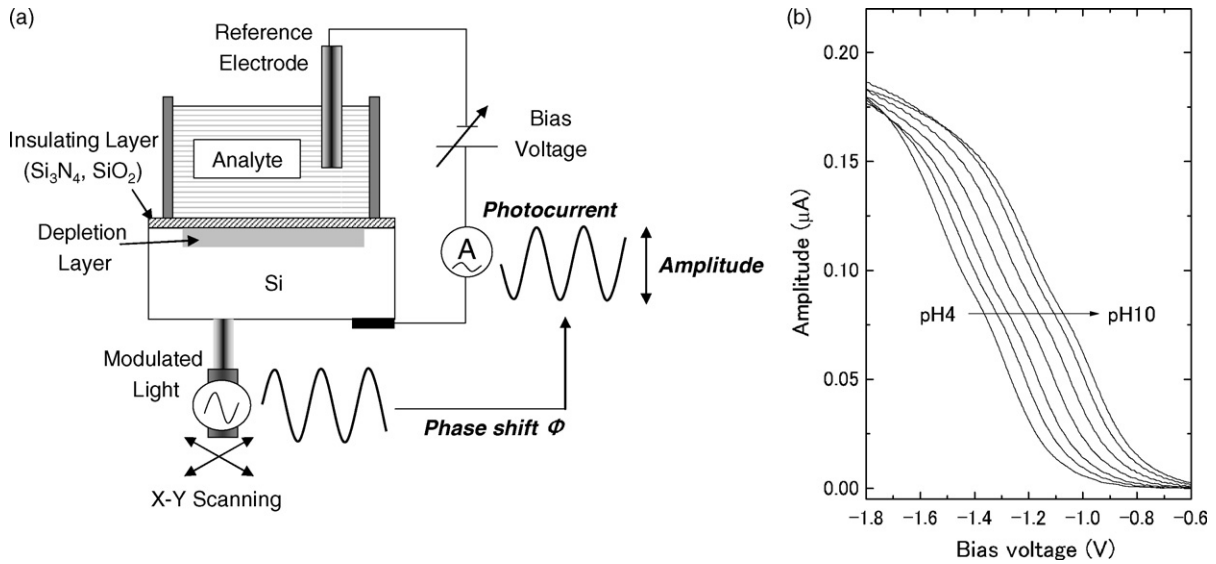 (a)
Reference
Electrode
Insulating Layer
(Si₃N₄, SiO₂)
Analyte
Bias
Voltage
Depletion
Layer
Photocurrent
A
Amplitude
Si
Modulated
Light
Phase shift Φ
X-Y Scanning
(b)
Amplitude (μA)
0.20
0.15
0.10
0.05
0.00
pH4
pH10
−1.8 −1.6 −1.4 −1.2 −1.0 −0.8 −0.6
Bias voltage (V)